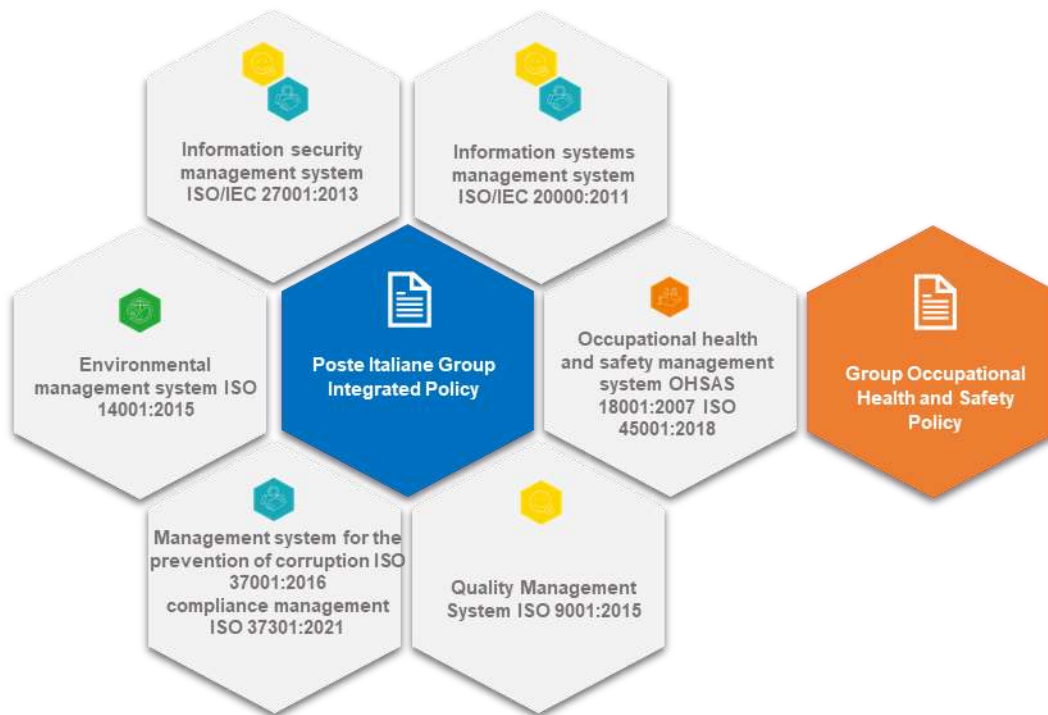 Information security
management system
ISO/IEC 27001:2013
Information systems
management system
ISO/IEC 20000:2011
Environmental
management system ISO
14001:2015
Poste Italiane Group
Integrated Policy
Occupational health
and safety management
system OHSAS
18001:2007 ISO
45001:2018
Group Occupational
Health and Safety
Policy
Management system for the
prevention of corruption ISO
37001:2016
compliance management
ISO 37301:2021
Quality Management
System ISO 9001:2015